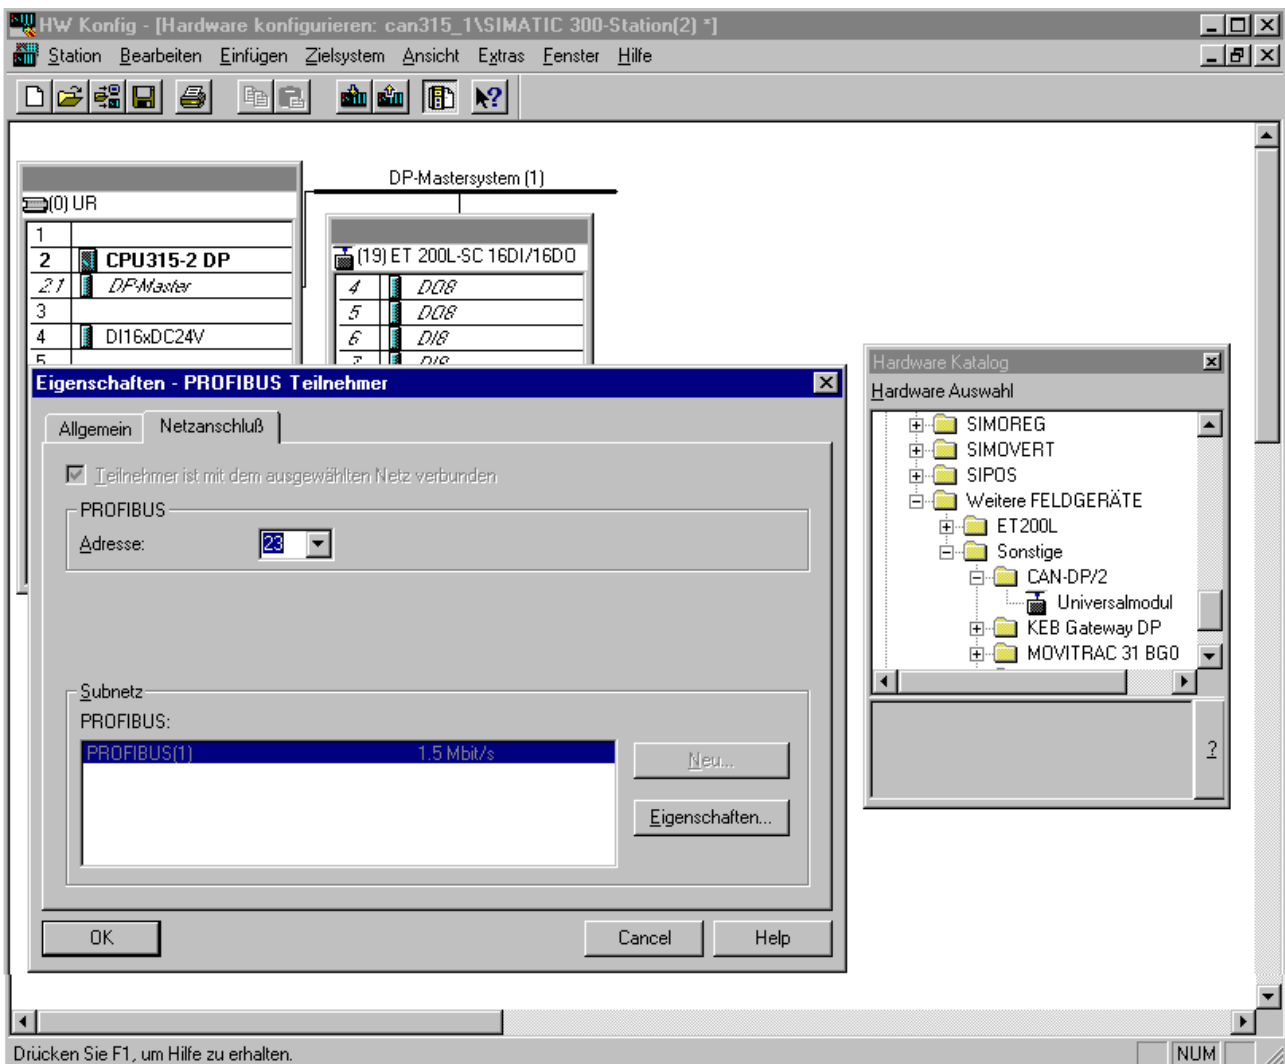 HW Konfig - [Hardware konfigurieren: can315_1\SIMATIC 300-Station(2) *]
Station Bearbeiten Einfügen Zielsystem Ansicht Extras Fenster Hilfe
DP-Mastersystem (1)
(0) UR
1
2 CPU315-2 DP
2.1 DP-Master
3
4 DI16xDC24V
5
(19) ET 200L-SC 16DI/16DO
4 DO8
5 DO8
6 DI8
7 DI8
Eigenschaften - PROFIBUS Teilnehmer
Allgemein Netzanschluß
Teilnehmer ist mit dem ausgewählten Netz verbunden
PROFIBUS
Adresse: 23
Subnetz
PROFIBUS:
PROFIBUS(1) 1.5 Mbit/s
Neu...
Eigenschaften...
OK Cancel Help
Hardware Katalog
Hardware Auswahl
SIMOREG
SIMOVERT
SIPOS
Weitere FELDGERÄTE
ET200L
Sonstige
CAN-DP/2
Universalmodul
KEB Gateway DP
MOVITRAC 31 BG0
?
Drücken Sie F1, um Hilfe zu erhalten. NUM